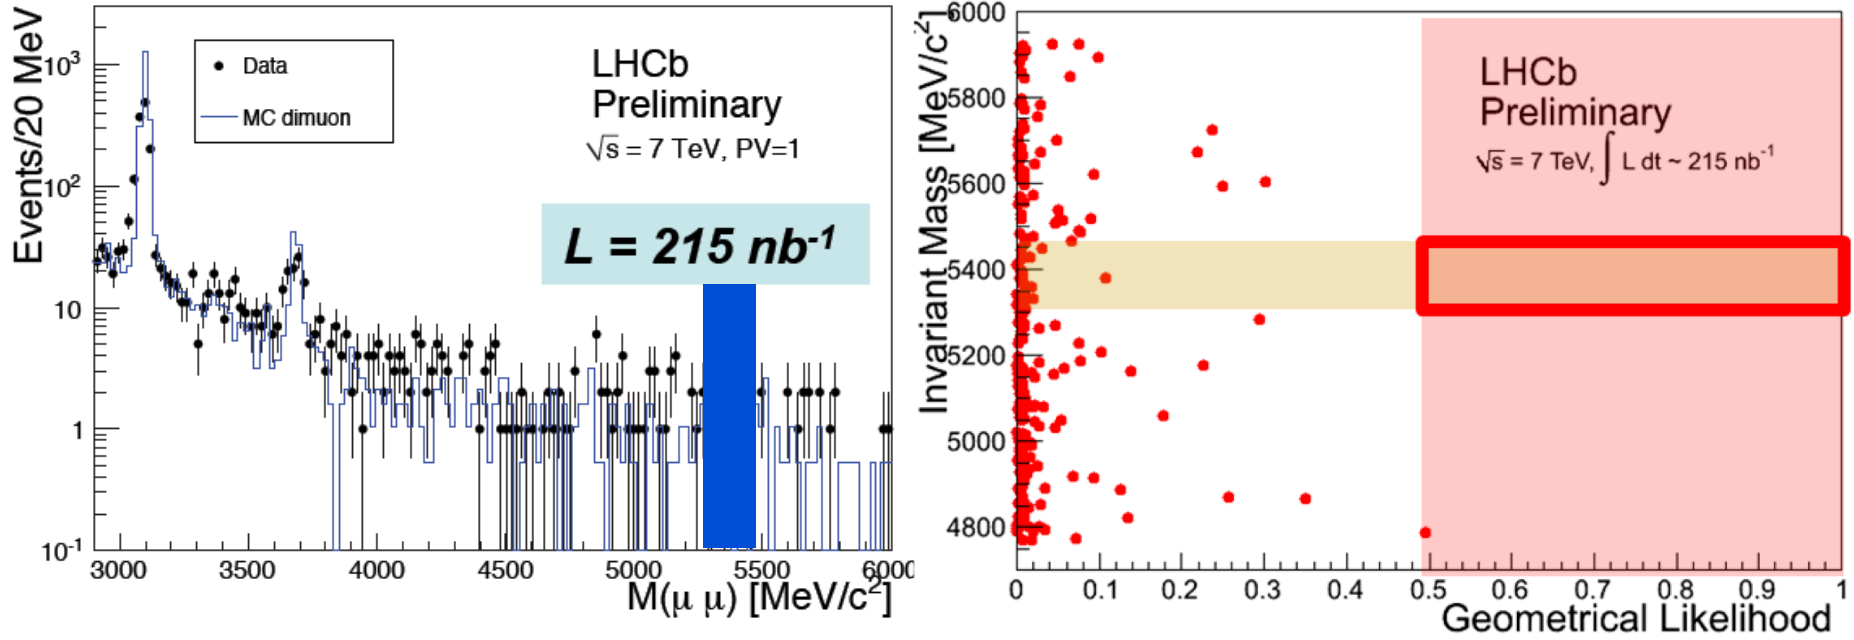 Events/20 MeV
10³
10²
10
1
10⁻¹
Data
MC dimuon
LHCb
Preliminary
√s = 7 TeV, PV=1
L = 215 nb⁻¹
3000 3500 4000 4500 5000 5500 6000
M(μ μ) [MeV/c²]
Invariant Mass [MeV/c²]
6000
5800
5600
5400
5200
5000
4800
LHCb
Preliminary
√s = 7 TeV, ∫ L dt ~ 215 nb⁻¹
0 0.1 0.2 0.3 0.4 0.5 0.6 0.7 0.8 0.9 1
Geometrical Likelihood